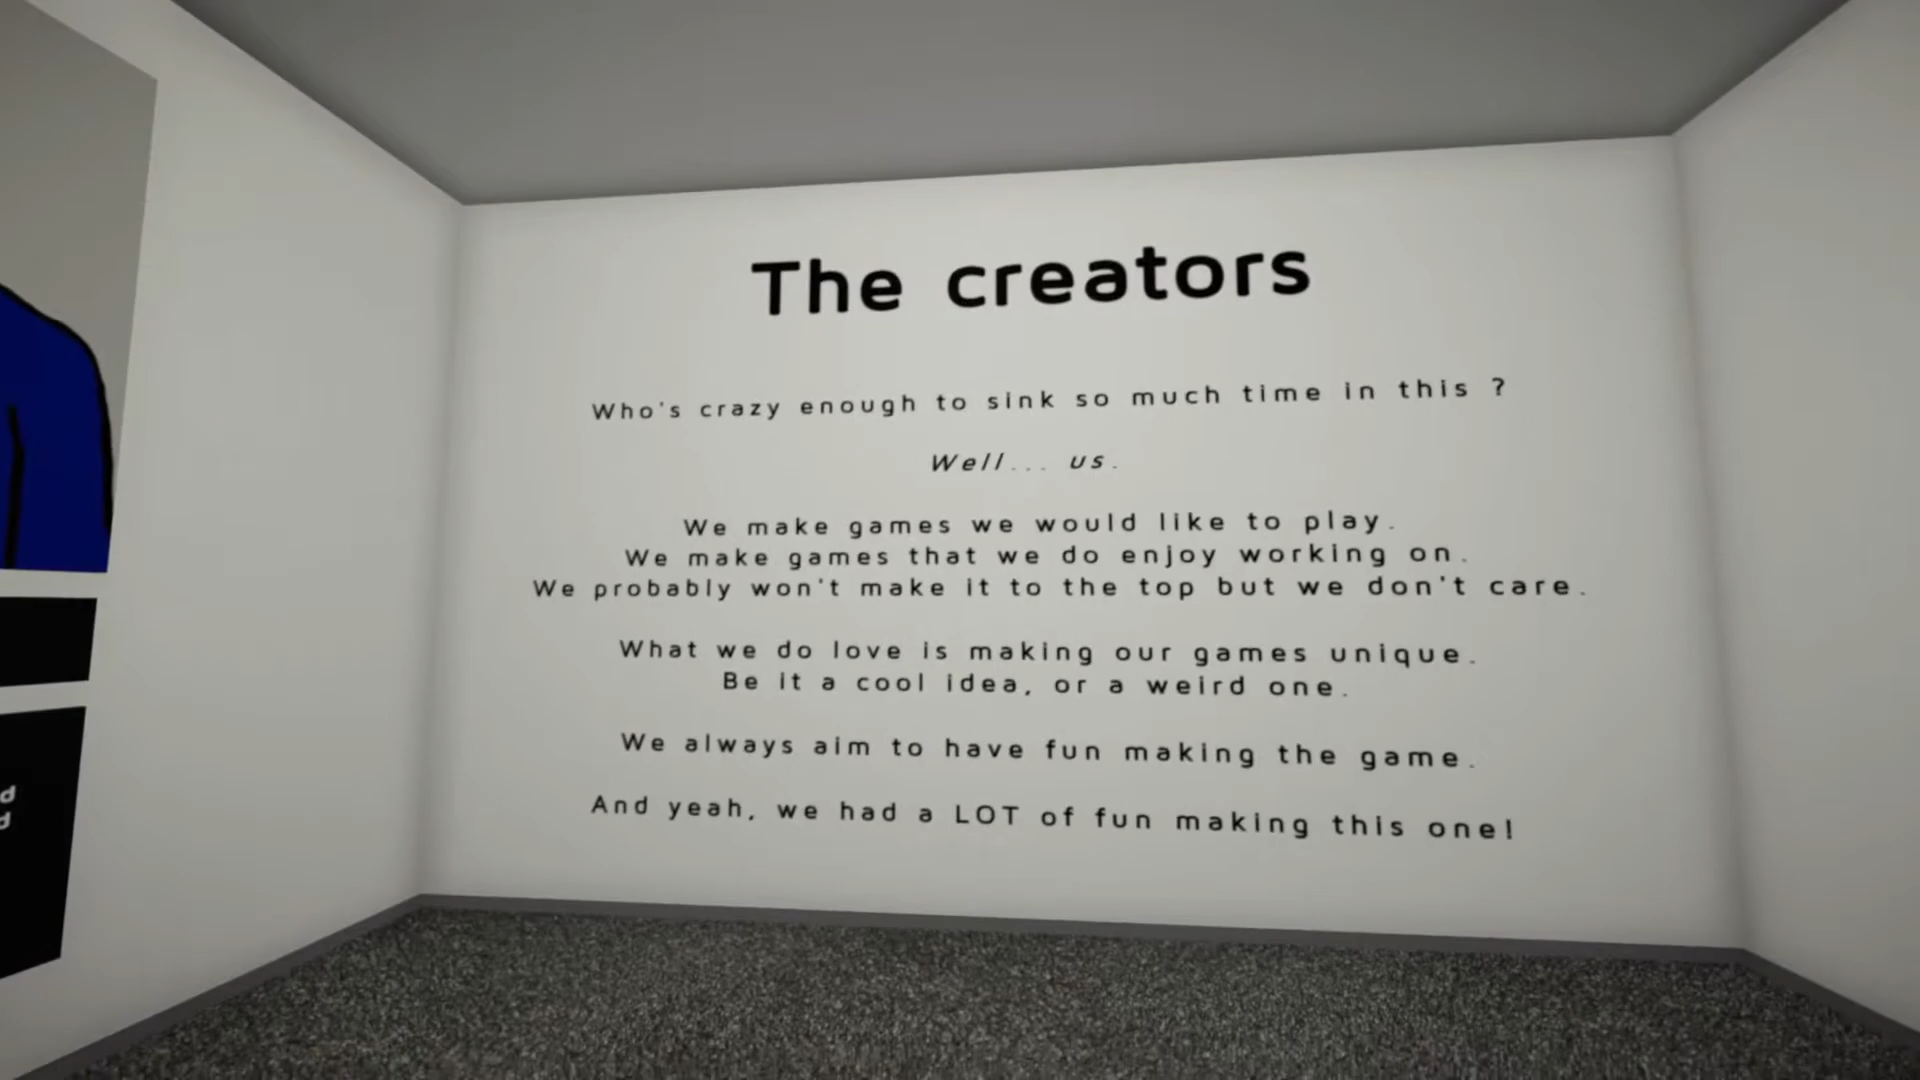 The creators
Who's crazy enough to sink so much time in this ?
Well... us.
We make games we would like to play.
We make games that we do enjoy working on.
We probably won't make it to the top but we don't care.
What we do love is making our games unique.
Be it a cool idea, or a weird one.
We always aim to have fun making the game.
And yeah, we had a LOT of fun making this one!